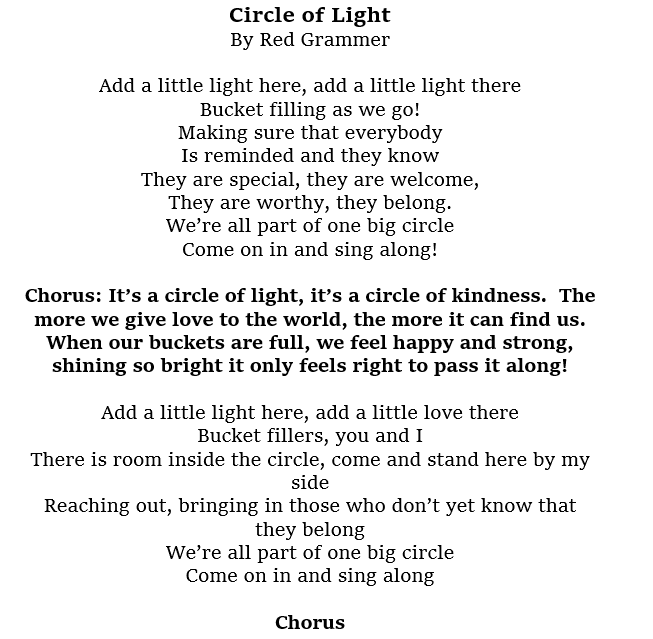 Circle of Light
By Red Grammer
Add a little light here, add a little light there
Bucket filling as we go!
Making sure that everybody
Is reminded and they know
They are special, they are welcome,
They are worthy, they belong.
We’re all part of one big circle
Come on in and sing along!
Chorus: It’s a circle of light, it’s a circle of kindness.  The
more we give love to the world, the more it can find us.
When our buckets are full, we feel happy and strong,
shining so bright it only feels right to pass it along!
Add a little light here, add a little love there
Bucket fillers, you and I
There is room inside the circle, come and stand here by my
side
Reaching out, bringing in those who don’t yet know that
they belong
We’re all part of one big circle
Come on in and sing along
Chorus